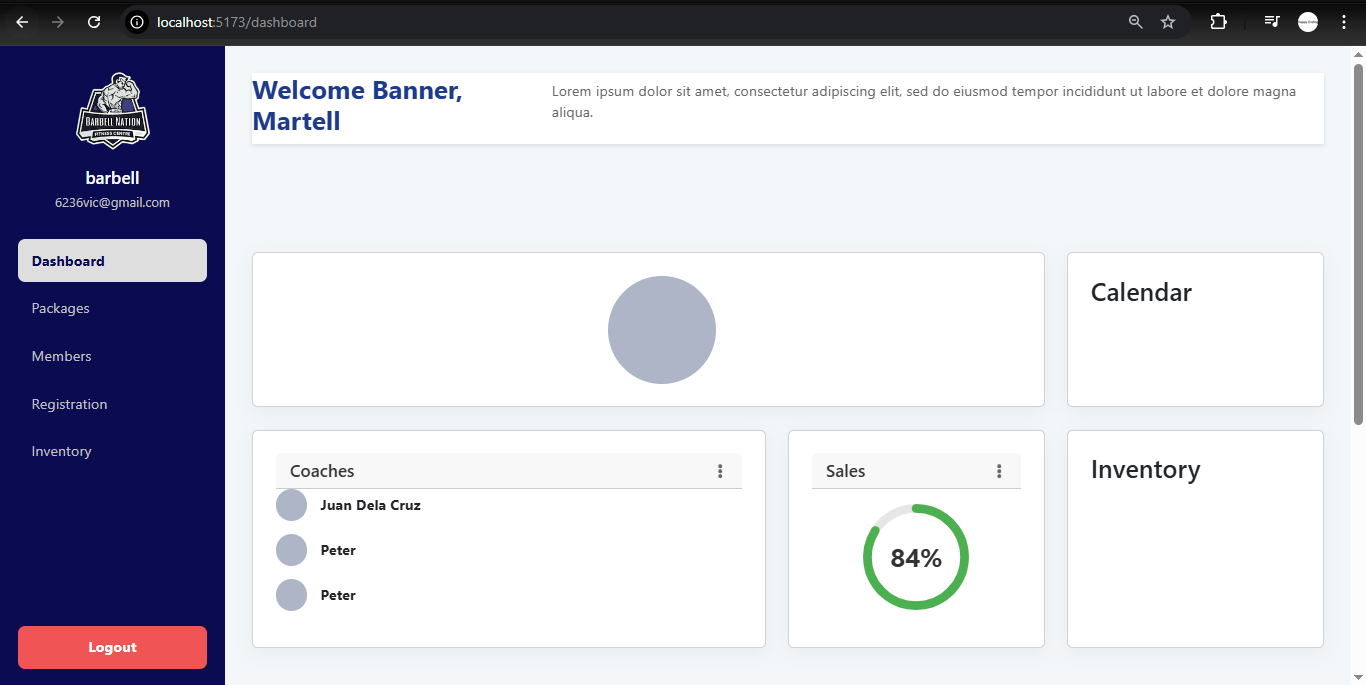 localhost:5173/dashboard
BARBELL NATION
FITNESS CENTRE
barbell
6236vic@gmail.com
Dashboard
Packages
Members
Registration
Inventory
Logout
Welcome Banner,
Martell
Lorem ipsum dolor sit amet, consectetur adipiscing elit, sed do eiusmod tempor incididunt ut labore et dolore magna
aliqua.
Calendar
Coaches
Juan Dela Cruz
Peter
Peter
Sales
84%
Inventory